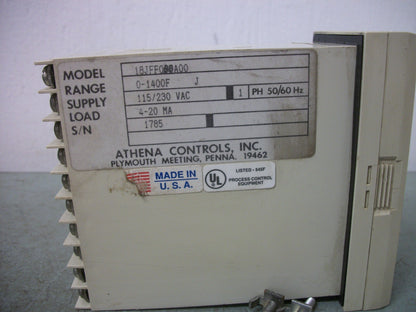 MODEL
RANGE 0-1400F J
SUPPLY 115/230 VAC 1 PH 50/60 Hz
LOAD 4-20 MA
S/N 1785
ATHENA CONTROLS, INC.
PLYMOUTH MEETING, PENNA. 19462
MADE IN
U.S.A.
UL
LISTED - 545F
PROCESS CONTROL
EQUIPMENT